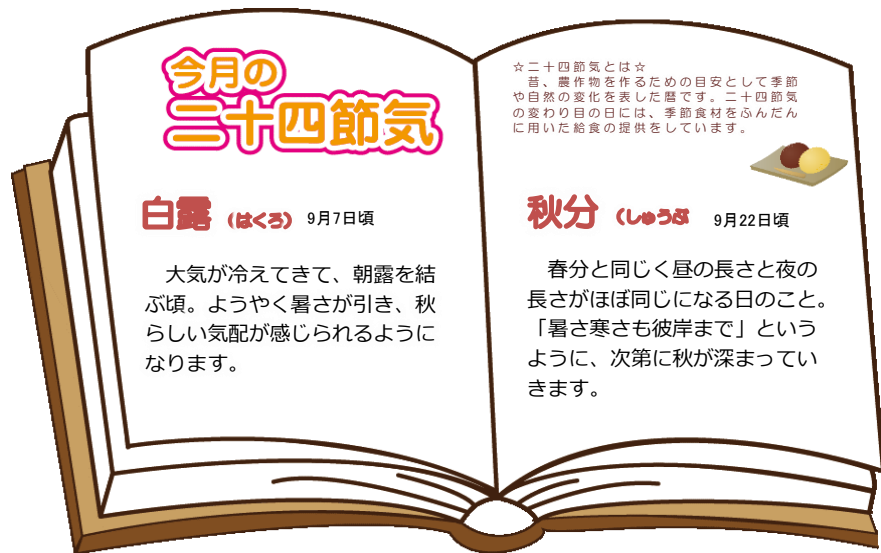 今月の
二十四節気
白露 (はくろ) 9月7日頃
大気が冷えてきて、朝露を結
ぶ頃。ようやく暑さが引き、秋
らしい気配が感じられるように
なります。
☆二十四節気とは☆
昔、農作物を作るための目安として季節
や自然の変化を表した暦です。二十四節気
の変わり目の日には、季節食材をふんだん
に用いた給食の提供をしています。
秋分 (しゅうぶ 9月22日頃
春分と同じく昼の長さと夜の
長さがほぼ同じになる日のこと。
「暑さ寒さも彼岸まで」という
ように、次第に秋が深まってい
きます。